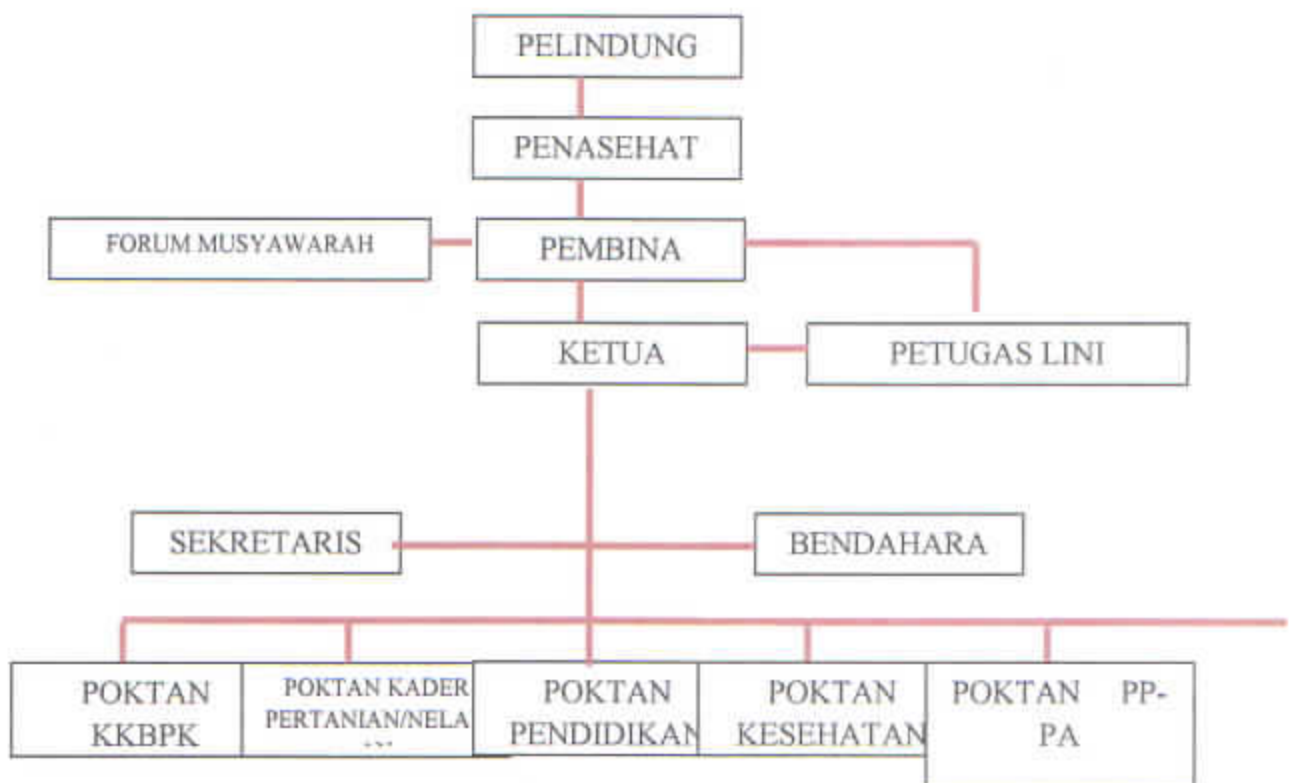 PELINDUNG
PENASEHAT
FORUM MUSYAWARAH
PEMBINA
KETUA
PETUGAS LINI
SEKRETARIS
BENDAHARA
POKTAN
KKBPK
POKTAN KADER
PERTANIAN/NELA
POKTAN
PENDIDIKAN
POKTAN
KESEHATAN
POKTAN PP-
PA